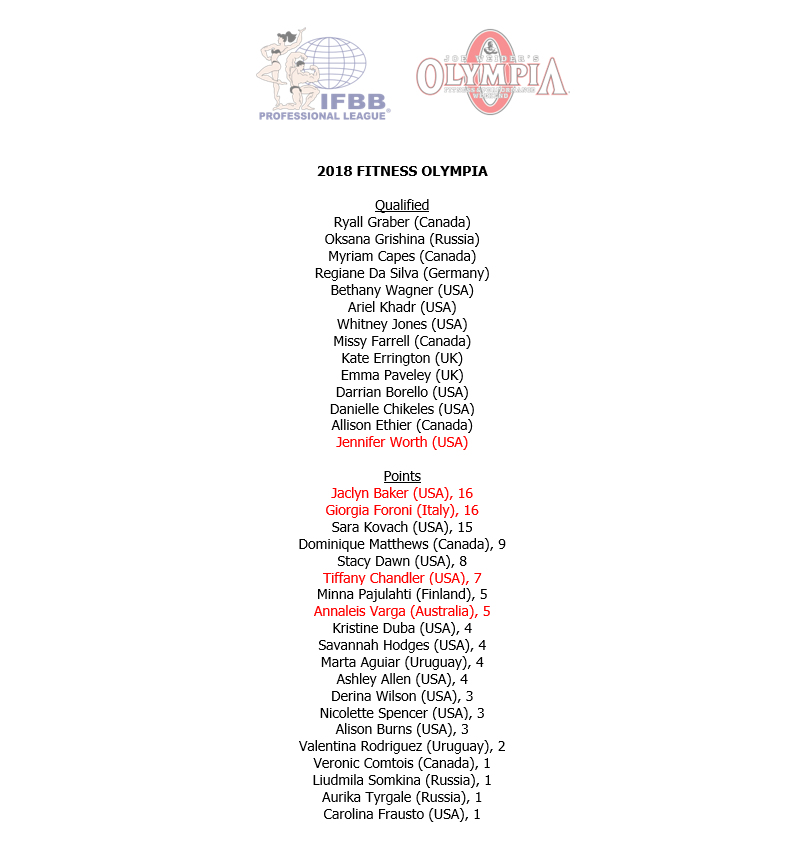 IFBB
PROFESSIONAL LEAGUE
JOE WEIDER'S
OLYMPIA
2018 FITNESS OLYMPIA
Qualified
Ryall Graber (Canada)
Oksana Grishina (Russia)
Myriam Capes (Canada)
Regiane Da Silva (Germany)
Bethany Wagner (USA)
Ariel Khadr (USA)
Whitney Jones (USA)
Missy Farrell (Canada)
Kate Errington (UK)
Emma Paveley (UK)
Darrian Borello (USA)
Danielle Chikeles (USA)
Allison Ethier (Canada)
Jennifer Worth (USA)
Points
Jaclyn Baker (USA), 16
Giorgia Foroni (Italy), 16
Sara Kovach (USA), 15
Dominique Matthews (Canada), 9
Stacy Dawn (USA), 8
Tiffany Chandler (USA), 7
Minna Pajulahti (Finland), 5
Annaleis Varga (Australia), 5
Kristine Duba (USA), 4
Savannah Hodges (USA), 4
Marta Aguiar (Uruguay), 4
Ashley Allen (USA), 4
Derina Wilson (USA), 3
Nicolette Spencer (USA), 3
Alison Burns (USA), 3
Valentina Rodriguez (Uruguay), 2
Veronic Comtois (Canada), 1
Liudmila Somkina (Russia), 1
Aurika Tyrgale (Russia), 1
Carolina Frausto (USA), 1